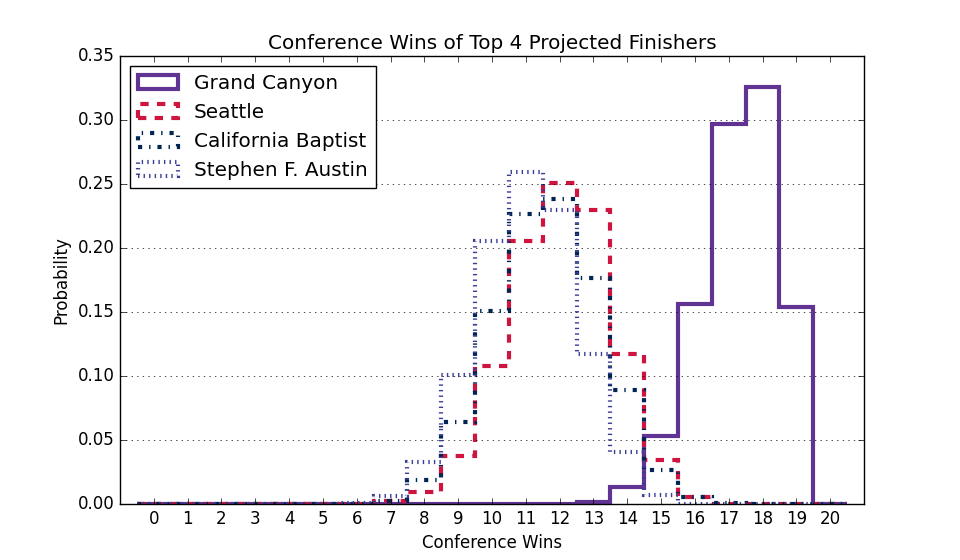 Conference Wins of Top 4 Projected Finishers
Grand Canyon
Seattle
California Baptist
Stephen F. Austin
Probability
0.35
0.30
0.25
0.20
0.15
0.10
0.05
0.00
0 1 2 3 4 5 6 7 8 9 10 11 12 13 14 15 16 17 18 19 20
Conference Wins